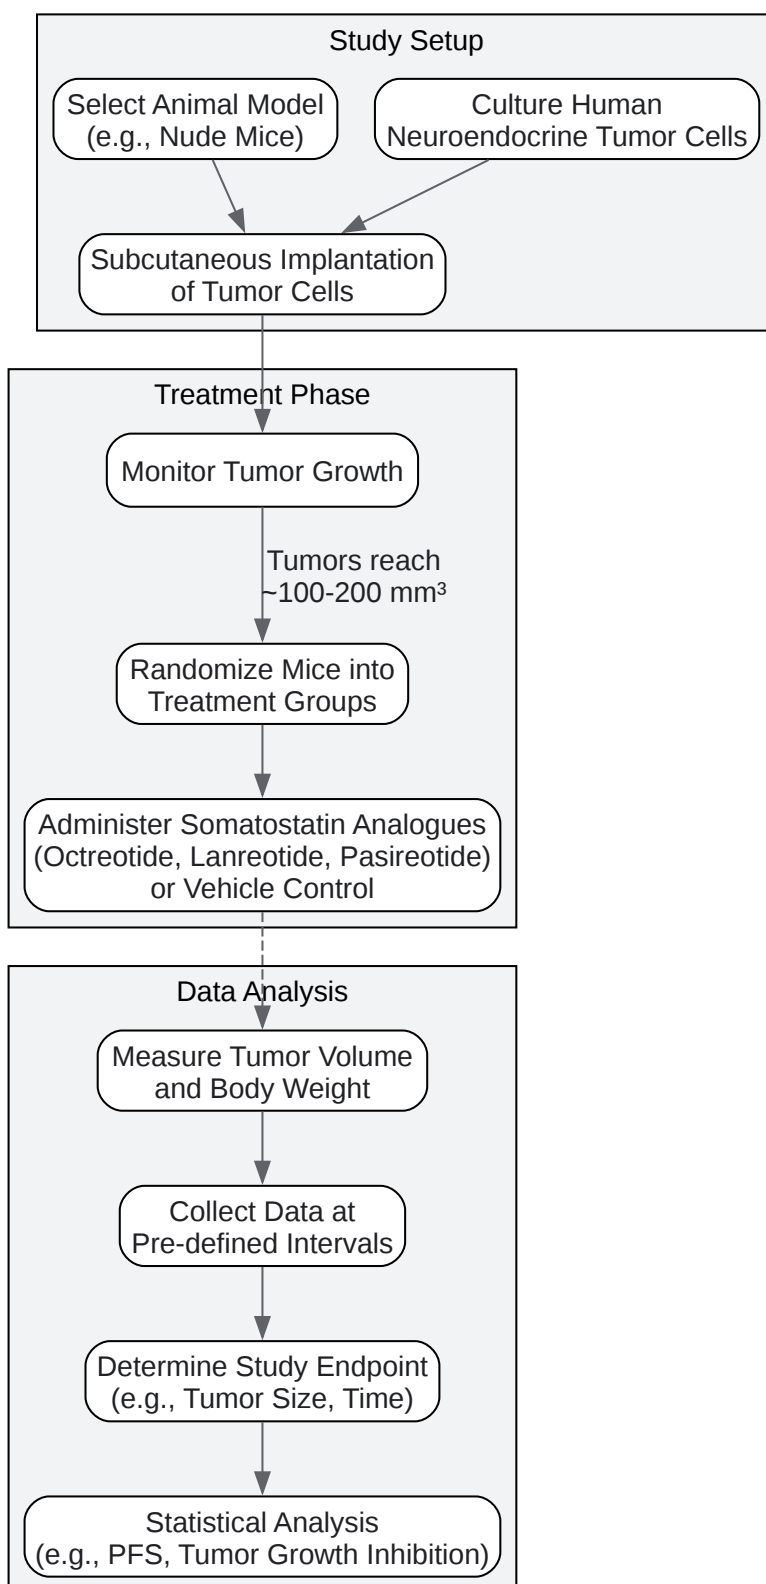 Study Setup
Select Animal Model
(e.g., Nude Mice)
Culture Human
Neuroendocrine Tumor Cells
Subcutaneous Implantation
of Tumor Cells
Treatment Phase
Monitor Tumor Growth
Tumors reach
~100-200 mm³
Randomize Mice into
Treatment Groups
Administer Somatostatin Analogues
(Octreotide, Lanreotide, Pasireotide)
or Vehicle Control
Data Analysis
Measure Tumor Volume
and Body Weight
Collect Data at
Pre-defined Intervals
Determine Study Endpoint
(e.g., Tumor Size, Time)
Statistical Analysis
(e.g., PFS, Tumor Growth Inhibition)